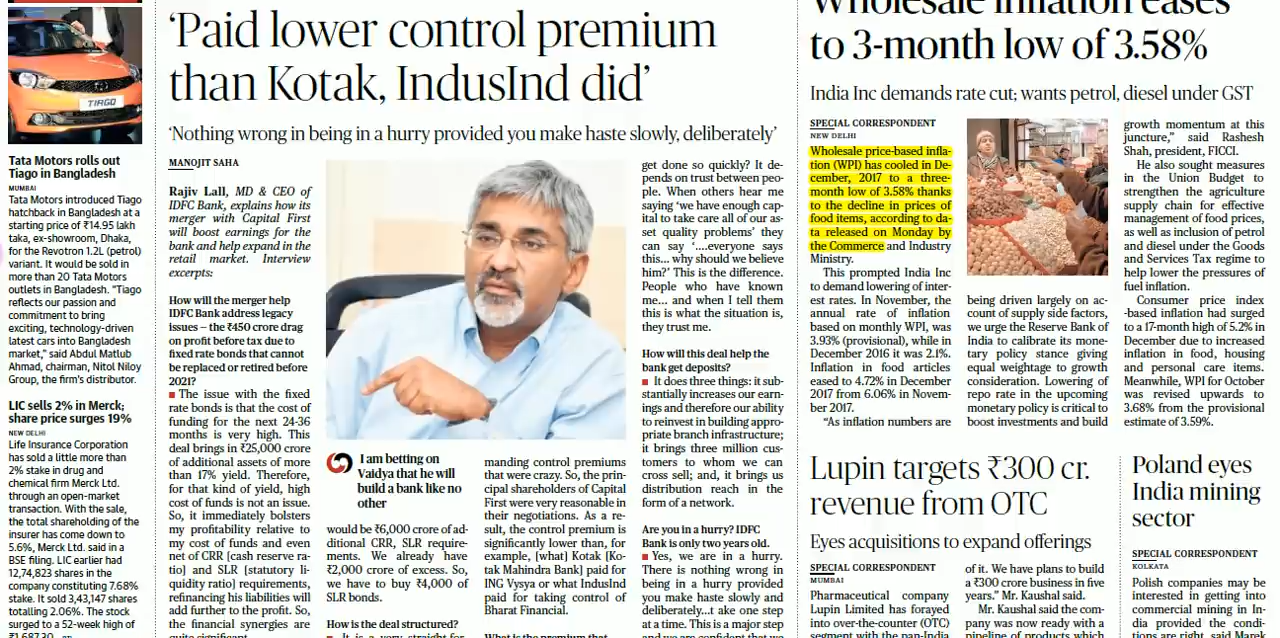 TIAGO
Tata Motors rolls out
Tiago in Bangladesh
MUMBAI
Tata Motors introduced Tiago
hatchback in Bangladesh at a
starting price of ₹14.95 lakh
taka, ex-showroom, Dhaka,
for the Revotron 1.2L (petrol)
variant. It would be sold in
more than 20 Tata Motors
outlets in Bangladesh. "Tiago
reflects our passion and
commitment to bring
exciting, technology-driven
latest cars into Bangladesh
market," said Abdul Matlub
Ahmad, chairman, Nitol Niloy
Group, the firm's distributor.
LIC sells 2% in Merck;
share price surges 19%
NEW DELHI
Life Insurance Corporation
has sold a little more than
2% stake in drug and
chemical firm Merck Ltd.
through an open-market
transaction. With the sale,
the total shareholding of the
insurer has come down to
5.6%, Merck Ltd. said in a
BSE filing. LIC earlier had
12,74,823 shares in the
company constituting 7.68%
stake. It sold 3,43,147 shares
totalling 2.06%. The stock
surged to a 52-week high of
'Paid lower control premium
than Kotak, IndusInd did'
'Nothing wrong in being in a hurry provided you make haste slowly, deliberately'
MANOJIT SAHA
Rajiv Lall, MD & CEO of
IDFC Bank, explains how its
merger with Capital First
will boost earnings for the
bank and help expand in the
retail market. Interview
excerpts:
How will the merger help
IDFC Bank address legacy
issues – the ₹450 crore drag
on profit before tax due to
fixed rate bonds that cannot
be replaced or retired before
2021?
The issue with the fixed
rate bonds is that the cost of
funding for the next 24-36
months is very high. This
deal brings in ₹25,000 crore
of additional assets of more
than 17% yield. Therefore,
for that kind of yield, high
cost of funds is not an issue.
So, it immediately bolsters
my profitability relative to
my cost of funds and even
net of CRR [cash reserve ra-
tio) and SLR (statutory li-
quidity ratio] requirements,
refinancing his liabilities will
add further to the profit. So,
the financial synergies are
quite significant.
I am betting on
Vaidya that he will
build a bank like no
other
would be ₹6,000 crore of ad-
ditional CRR, SLR require-
ments. We already have
₹2,000 crore of excess. So,
we have to buy ₹4,000 of
SLR bonds.
How is the deal structured?
It is a very straight-for-
manding control premiums
that were crazy. So, the prin-
cipal shareholders of Capital
First were very reasonable in
their negotiations. As a re-
sult, the control premium is
significantly lower than, for
example, [what] Kotak [Ko-
tak Mahindra Bank] paid for
ING Vysya or what IndusInd
paid for taking control of
Bharat Financial.
What is the premium that
get done so quickly? It de-
pends on trust between peo-
ple. When others hear me
saying 'we have enough cap-
ital to take care of all our as-
set quality problems' they
can say '....everyone says
this... why should we believe
him?' This is the difference.
People who have known
me... and when I tell them
this is what the situation is,
they trust me.
How will this deal help the
bank get deposits?
It does three things: it sub-
stantially increases our earn-
ings and therefore our ability
to reinvest in building appro-
priate branch infrastructure;
it brings three million cus-
tomers to whom we can
cross sell; and, it brings us
distribution reach in the
form of a network.
Are you in a hurry? IDFC
Bank is only two years old.
Yes, we are in a hurry.
There is nothing wrong in
being in a hurry provided
you make haste slowly and
deliberately...t ake one step
at a time. This is a major step
and we are confident that we
Wholesale inflation eases
to 3-month low of 3.58%
India Inc demands rate cut; wants petrol, diesel under GST
SPECIAL CORRESPONDENT
NEW DELHI
Wholesale price-based infla-
tion (WPI) has cooled in De-
cember, 2017 to a three-
month low of 3.58% thanks
to the decline in prices of
food items, according to da-
ta released on Monday by
the Commerce and Industry
Ministry.
This prompted India Inc
to demand lowering of inter-
est rates. In November, the
annual rate of inflation
based on monthly WPI, was
3.93% (provisional), while in
December 2016 it was 2.1%.
Inflation in food articles
eased to 4.72% in December
2017 from 6.06% in Novem-
ber 2017.
"As inflation numbers are
being driven largely on ac-
count of supply side factors,
we urge the Reserve Bank of
India to calibrate its mone-
tary policy stance giving
equal weightage to growth
consideration. Lowering of
repo rate in the upcoming
monetary policy is critical to
boost investments and build
growth momentum at this
juncture," said Rashesh
Shah, president, FICCI.
He also sought measures
in the Union Budget to
strengthen the agriculture
supply chain for effective
management of food prices,
as well as inclusion of petrol
and diesel under the Goods
and Services Tax regime to
help lower the pressures of
fuel inflation.
Consumer price index
-based inflation had surged
to a 17-month high of 5.2% in
December due to increased
inflation in food, housing
and personal care items.
Meanwhile, WPI for October
was revised upwards to
3.68% from the provisional
estimate of 3.59%.
Lupin targets ₹300 cr.
revenue from OTC
Eyes acquisitions to expand offerings
SPECIAL CORRESPONDENT
MUMBAI
Pharmaceutical company
Lupin Limited has forayed
into over-the-counter (OTC)
segment with the pan-India
of it. We have plans to build
a ₹300 crore business in five
years." Mr. Kaushal said.
Mr. Kaushal said the com-
pany was now ready with a
pipeline of products which
Poland eyes
India mining
sector
SPECIAL CORRESPONDENT
KOLKATA
Polish companies may be
interested in getting into
commercial mining in In-
dia provided the condi-
tions are right, said Marek